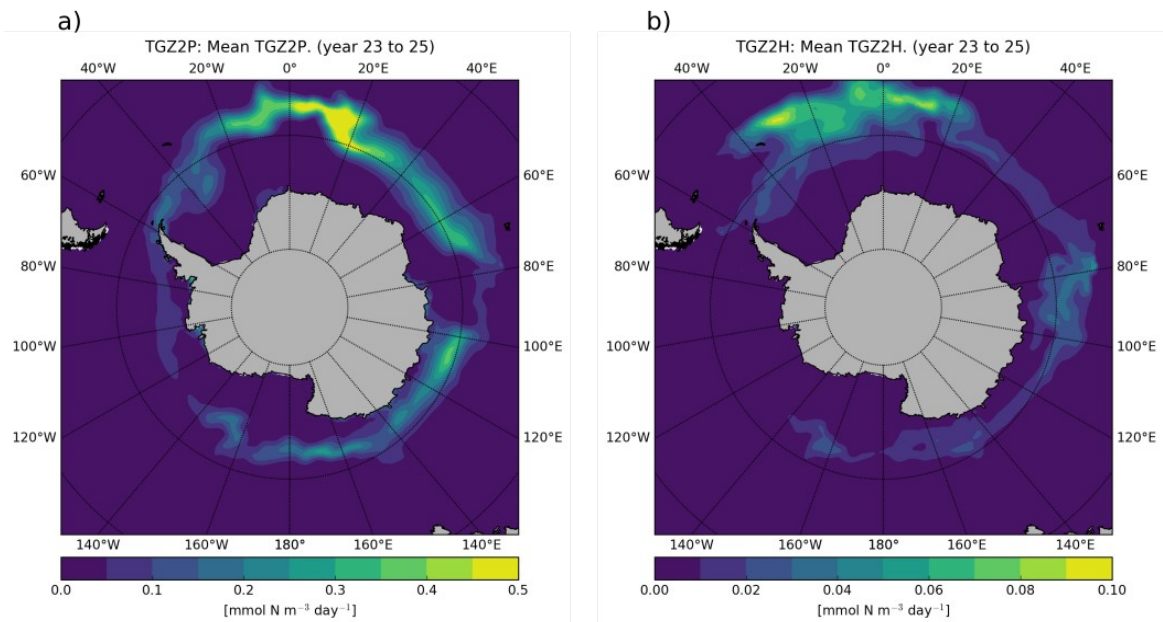 a)
TGZ2P: Mean TGZ2P. (year 23 to 25)
40°W 20°W 0° 20°E 40°E
60°W 60°E
80°W 80°E
100°W 100°E
120°W 120°E
140°W 160°W 180° 160°E 140°E
0.0 0.1 0.2 0.3 0.4 0.5
[mmol N m⁻³ day⁻¹]
b)
TGZ2H: Mean TGZ2H. (year 23 to 25)
40°W 20°W 0° 20°E 40°E
60°W 60°E
80°W 80°E
100°W 100°E
120°W 120°E
140°W 160°W 180° 160°E 140°E
0.00 0.02 0.04 0.06 0.08 0.10
[mmol N m⁻³ day⁻¹]